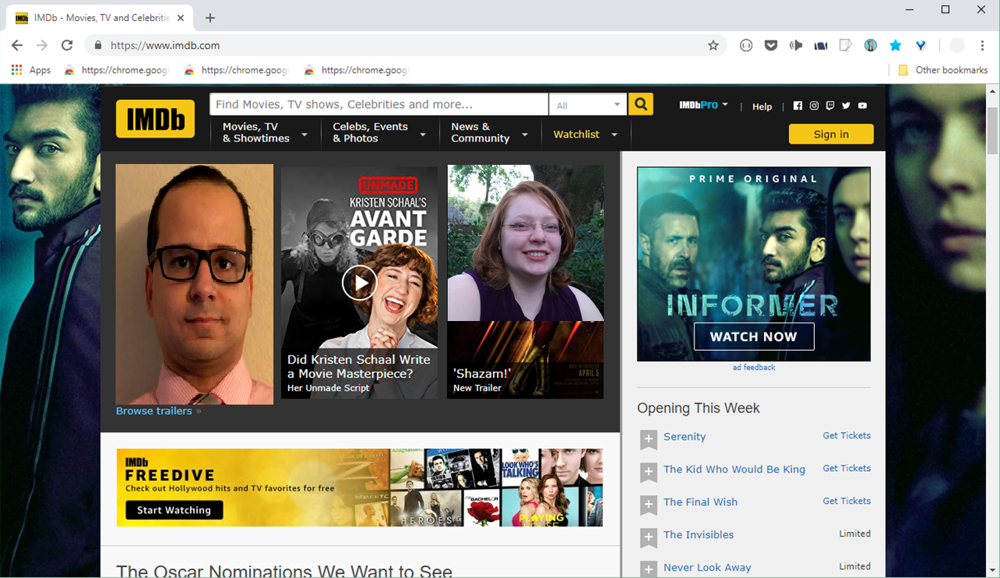 IMDb - Movies, TV and Celebritie
https://www.imdb.com
Apps
https://chrome.goog
https://chrome.goog
https://chrome.goog
Other bookmarks
IMDb
Find Movies, TV shows, Celebrities and more...
All
IMDbPro
|
Help
|
Movies, TV
& Showtimes
Celebs, Events
& Photos
News &
Community
Watchlist
Sign in
UNMADE
KRISTEN SCHAAL'S
AVANT
GARDE
Did Kristen Schaal Write
a Movie Masterpiece?
Her Unmade Script
APRIL 5
'Shazam!'
New Trailer
Browse trailers »
PRIME ORIGINAL
INFORMER
WATCH NOW
ad feedback
Opening This Week
Serenity
Get Tickets
The Kid Who Would Be King
Get Tickets
The Final Wish
Get Tickets
The Invisibles
Limited
Never Look Away
Limited
IMDb
FREEDIVE
Check out Hollywood hits and TV favorites for free
Start Watching
HEROES
THE BACHELOR
LOOK WHO'S
TALKING
PLAYING
HOUSE
The Oscar Nominations We Want to See